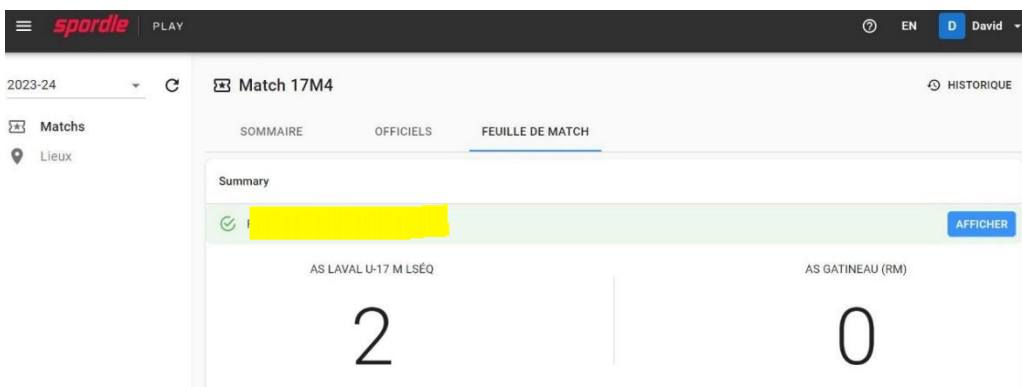 spordle PLAY EN D David
2023-24 Match 17M4 HISTORIQUE
Matchs SOMMAIRE OFFICIELS FEUILLE DE MATCH
Lieux
Summary
AFFICHER
AS LAVAL U-17 M LSÉQ AS GATINEAU (RM)
2 0